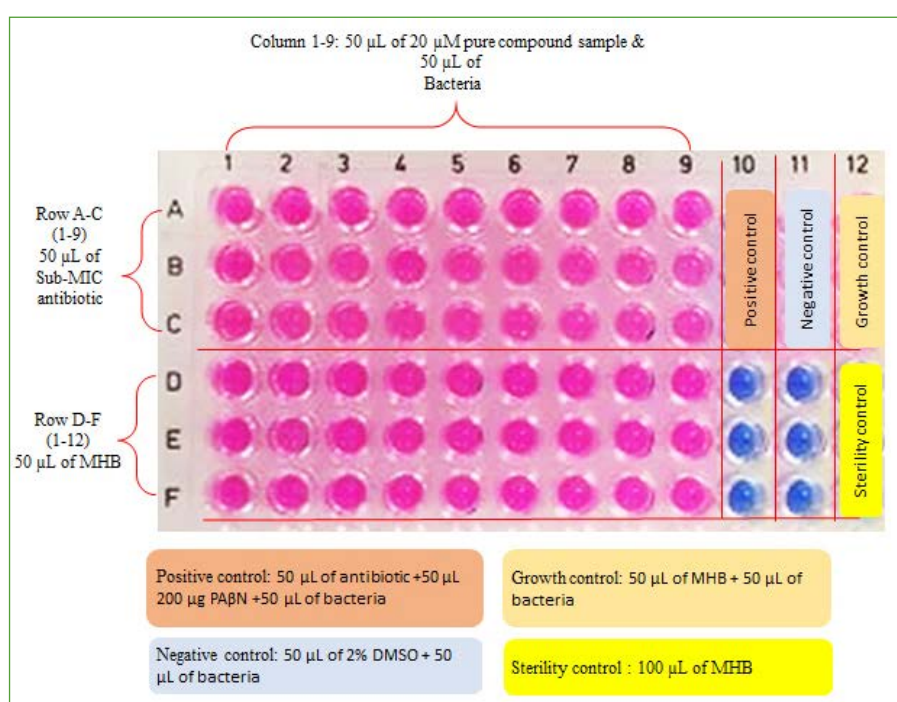 Column 1-9: 50 µL of 20 µM pure compound sample &
50 µL of
Bacteria
1 2 3 4 5 6 7 8 9 10 11 12
Row A-C
(1-9)
50 µL of
Sub-MIC
antibiotic
A
B
C
Positive control
Negative control
Growth control
Row D-F
(1-12)
50 µL of MHB
D
E
F
Sterility control
Positive control: 50 µL of antibiotic +50 µL
200 µg PAβN +50 µL of bacteria
Growth control: 50 µL of MHB + 50 µL of
bacteria
Negative control: 50 µL of 2% DMSO + 50
µL of bacteria
Sterility control : 100 µL of MHB